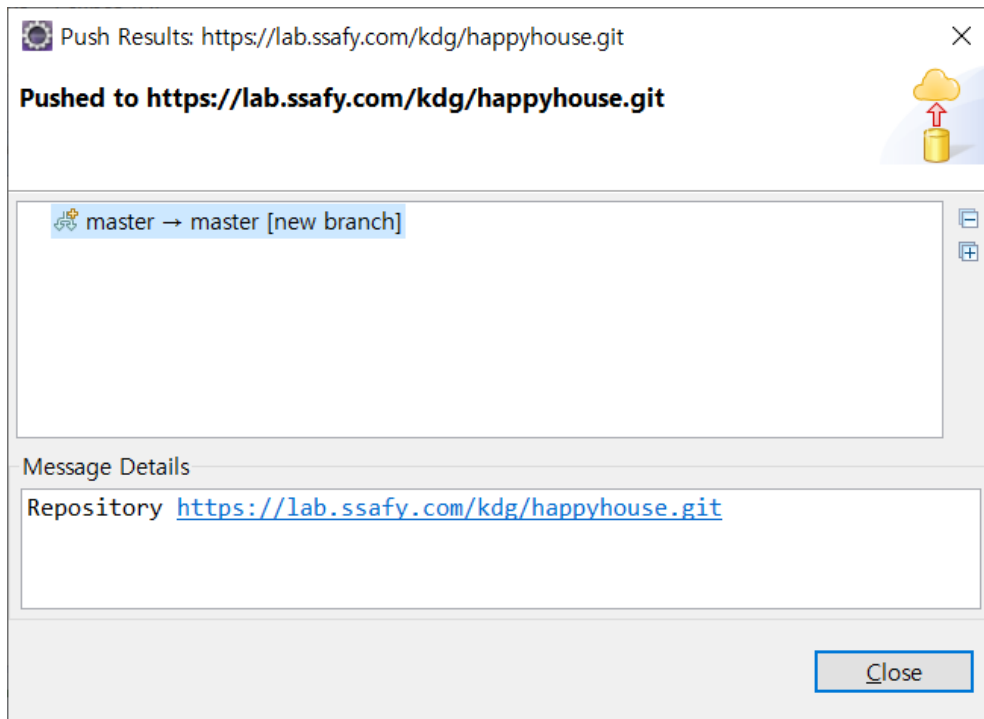 Push Results: https://lab.ssafy.com/kdg/happyhouse.git
Pushed to https://lab.ssafy.com/kdg/happyhouse.git
master → master [new branch]
Message Details
Repository https://lab.ssafy.com/kdg/happyhouse.git
Close